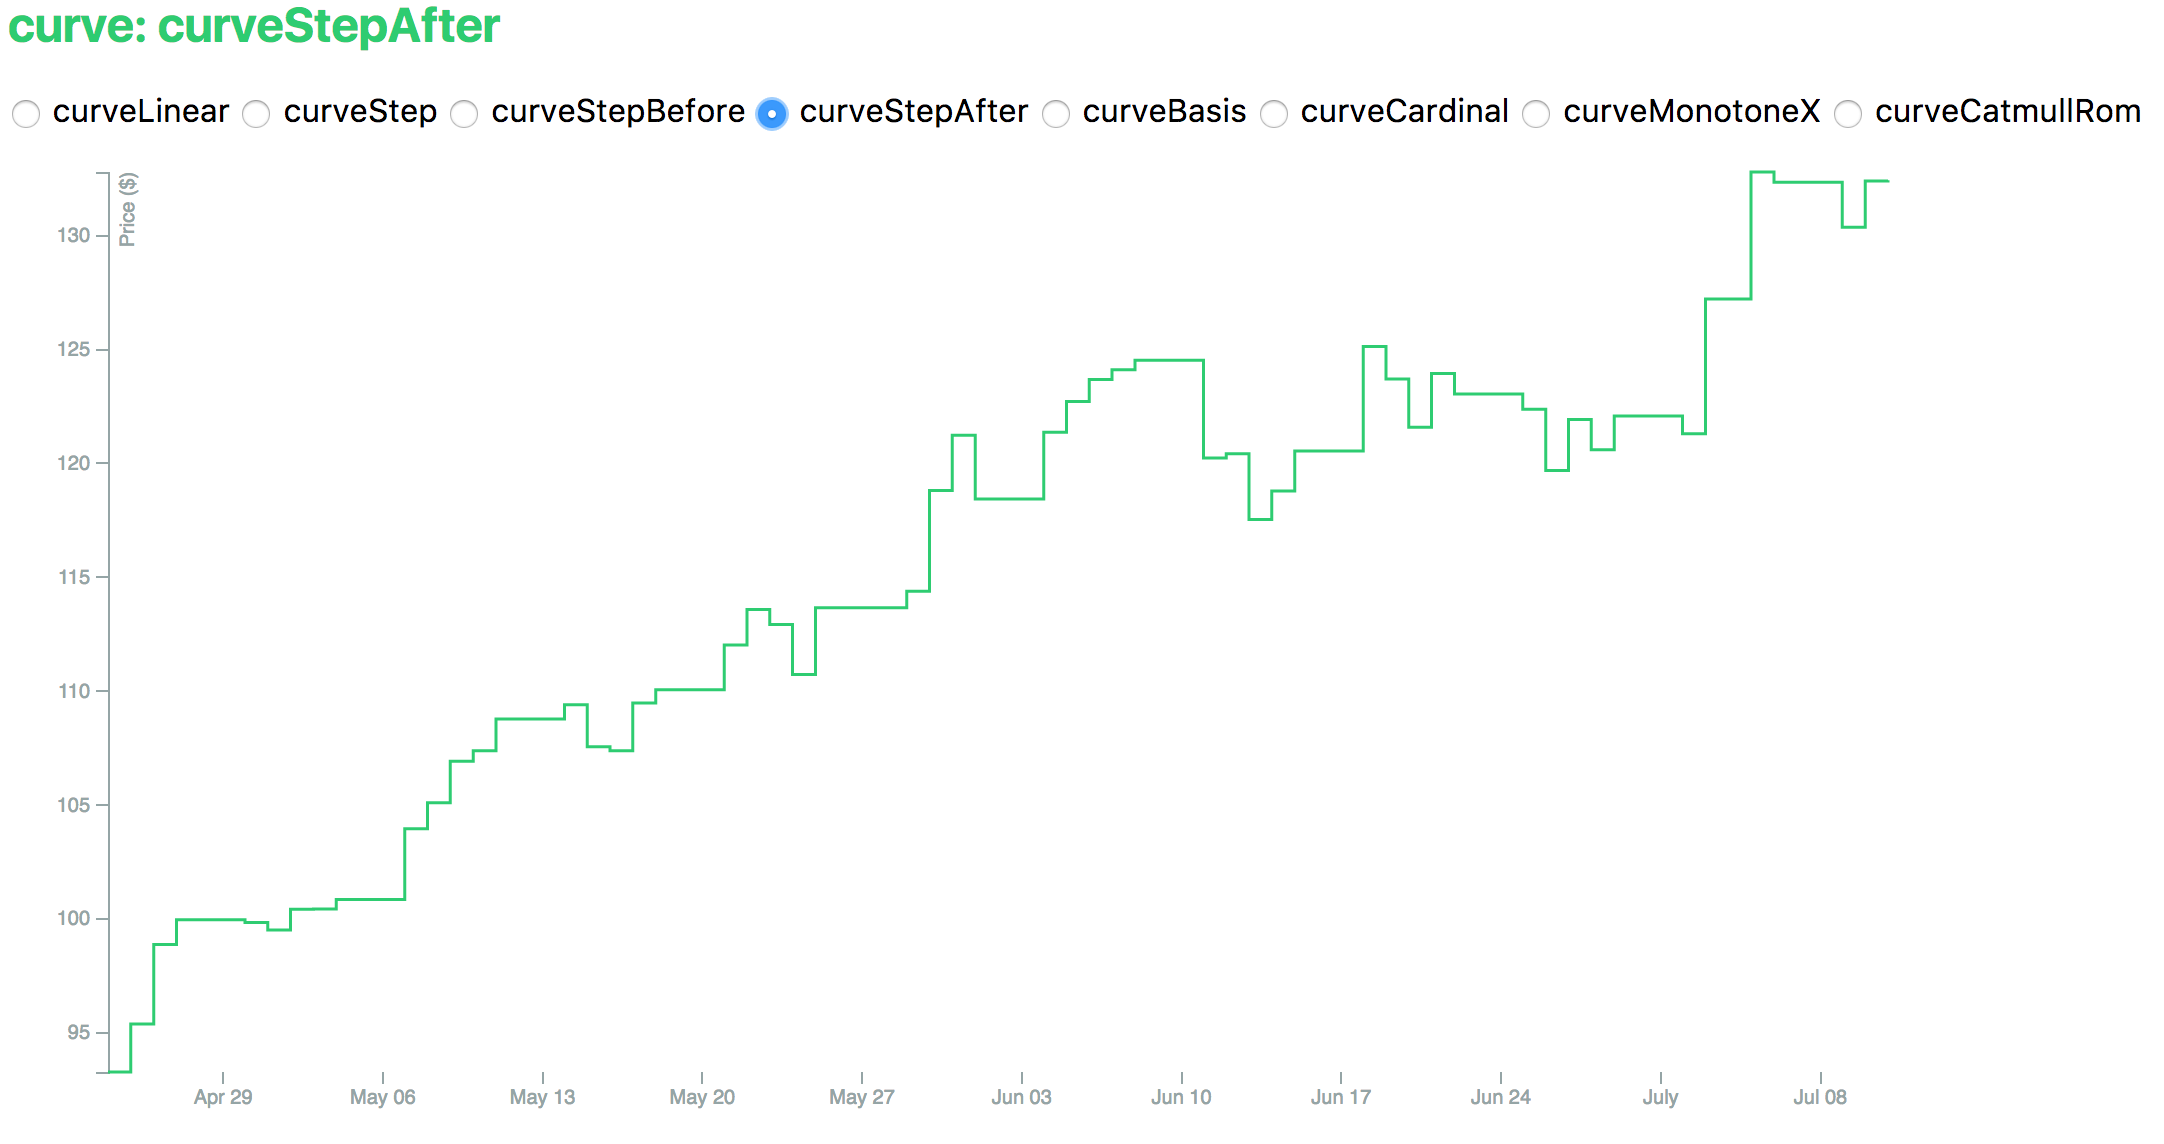 curve: curveStepAfter
curveLinear curveStep curveStepBefore curveStepAfter curveBasis curveCardinal curveMonotoneX curveCatmullRom
Price ($)
130
125
120
115
110
105
100
95
Apr 29 May 06 May 13 May 20 May 27 Jun 03 Jun 10 Jun 17 Jun 24 July Jul 08